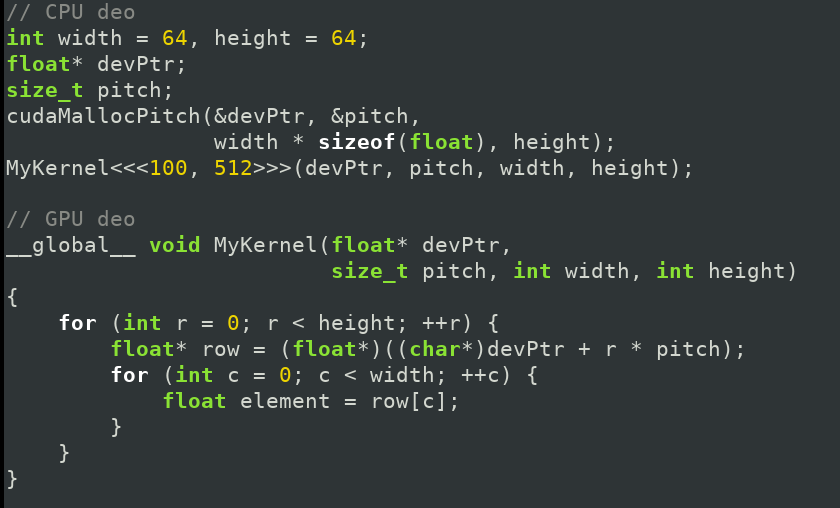 // CPU deo
int width = 64, height = 64;
float* devPtr;
size_t pitch;
cudaMallocPitch(&devPtr, &pitch,
                width * sizeof(float), height);
MyKernel<<<100, 512>>>(devPtr, pitch, width, height);

// GPU deo
__global__ void MyKernel(float* devPtr,
                         size_t pitch, int width, int height)
{
    for (int r = 0; r < height; ++r) {
        float* row = (float*)((char*)devPtr + r * pitch);
        for (int c = 0; c < width; ++c) {
            float element = row[c];
        }
    }
}